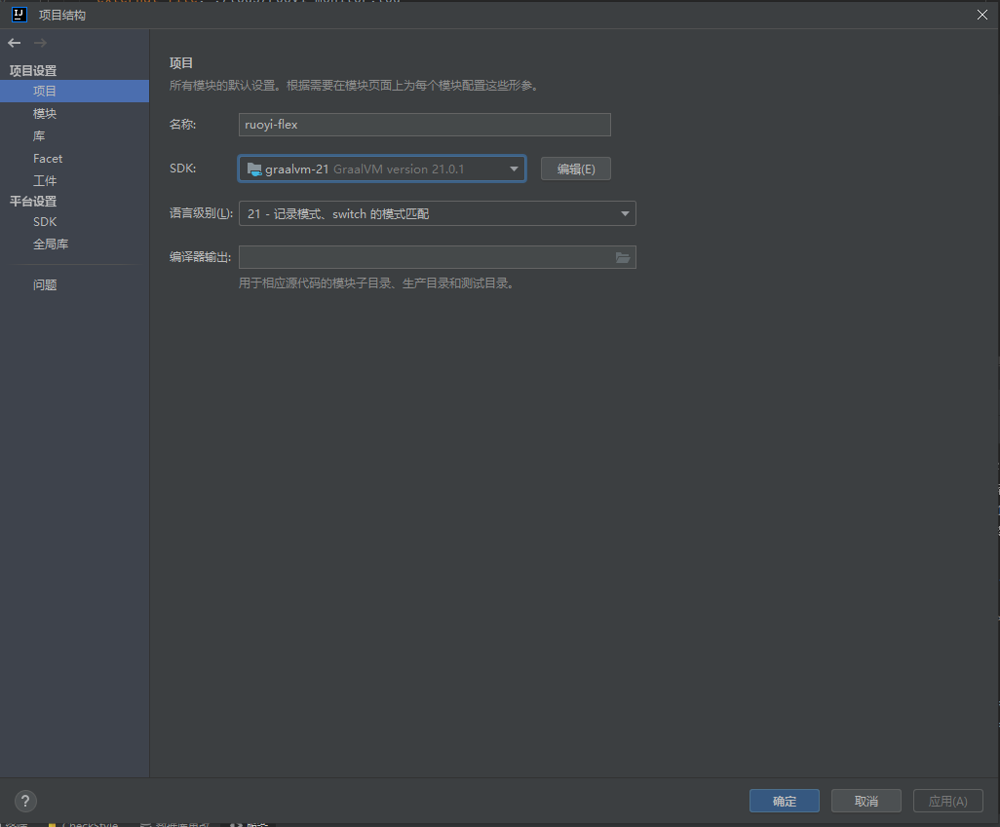 项目结构
项目设置
项目
模块
库
Facet
工件
平台设置
SDK
全局库
问题
项目
所有模块的默认设置。根据需要在模块页面上为每个模块配置这些形参。
名称: ruoyi-flex
SDK: graalvm-21 GraalVM version 21.0.1 编辑(E)
语言级别(L): 21 - 记录模式、switch 的模式匹配
编译器输出:
用于相应源代码的模块子目录、生产目录和测试目录。
? 确定 取消 应用(A)
CheckStyle